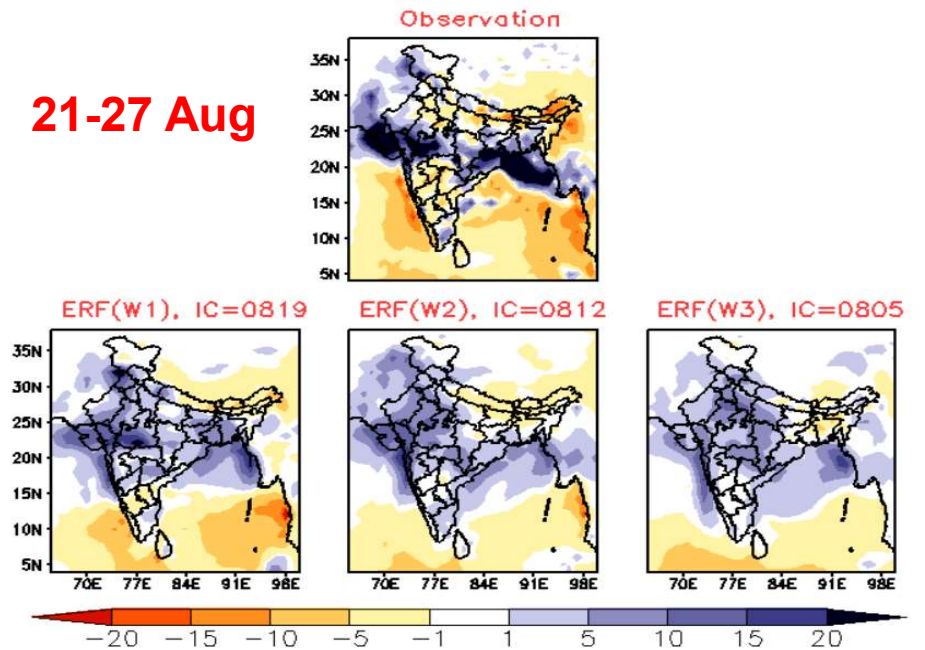 Observation
21-27 Aug
35N
30N
25N
20N
15N
10N
5N
ERF(W1), IC=0819
ERF(W2), IC=0812
ERF(W3), IC=0805
35N
30N
25N
20N
15N
10N
5N
70E 77E 84E 91E 98E
70E 77E 84E 91E 98E
70E 77E 84E 91E 98E
−20 −15 −10 −5 −1 1 5 10 15 20